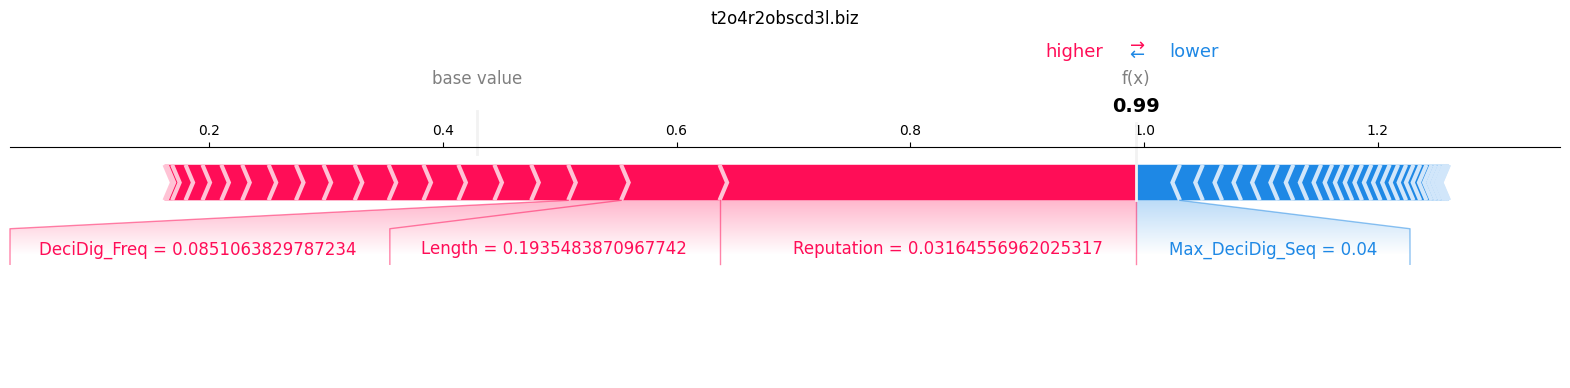 t2o4r2obscd3l.biz
higher → ← lower
base value f(x)
0.99
0.2 0.4 0.6 0.8 1.0 1.2
DeciDig_Freq = 0.0851063829787234 Length = 0.1935483870967742 Reputation = 0.03164556962025317 Max_DeciDig_Seq = 0.04